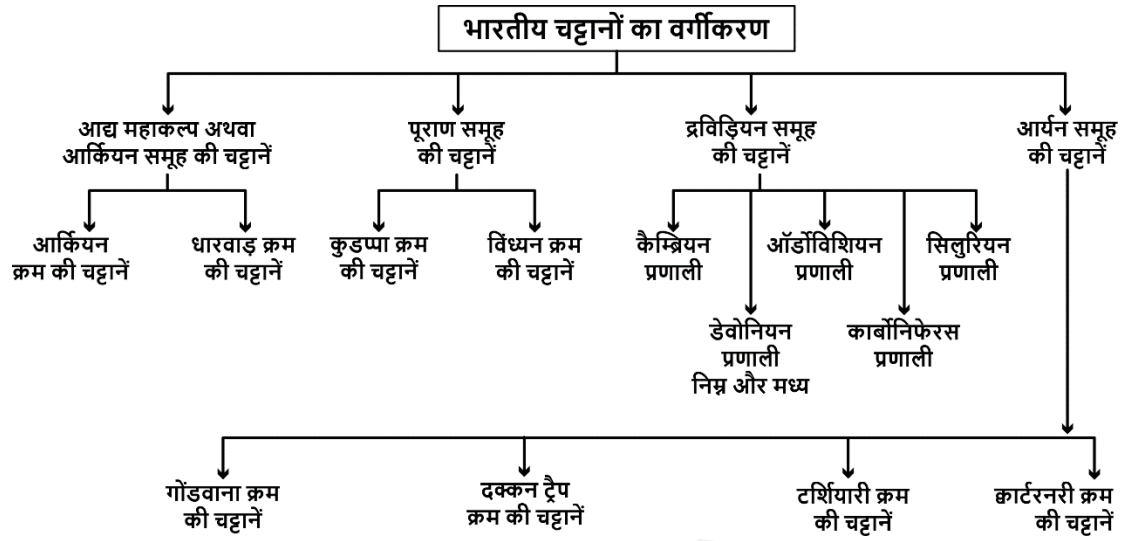 भारतीय चट्टानों का वर्गीकरण
आद्य महाकल्प अथवा
आर्कियन समूह की चट्टानें
पूराण समूह
की चट्टानें
द्रविड़ियन समूह
की चट्टानें
आर्यन समूह
की चट्टानें
आर्कियन
क्रम की चट्टानें
धारवाड़ क्रम
की चट्टानें
कुडप्पा क्रम
की चट्टानें
विंध्यन क्रम
की चट्टानें
कैम्ब्रियन
प्रणाली
ऑर्डोविशियन
प्रणाली
सिलुरियन
प्रणाली
डेवोनियन
प्रणाली
निम्न और मध्य
कार्बोनिफेरस
प्रणाली
गोंडवाना क्रम
की चट्टानें
दक्कन ट्रैप
क्रम की चट्टानें
टर्शियारी क्रम
की चट्टानें
क्वार्टरनरी क्रम
की चट्टानें